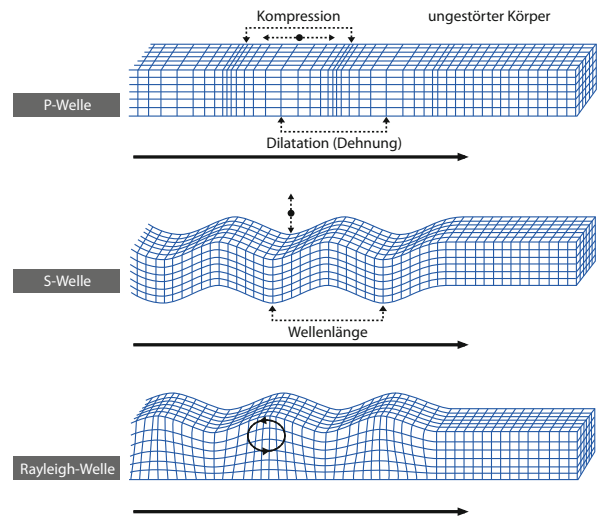 Kompression
ungestörter Körper
P-Welle
Dilatation (Dehnung)
S-Welle
Wellenlänge
Rayleigh-Welle